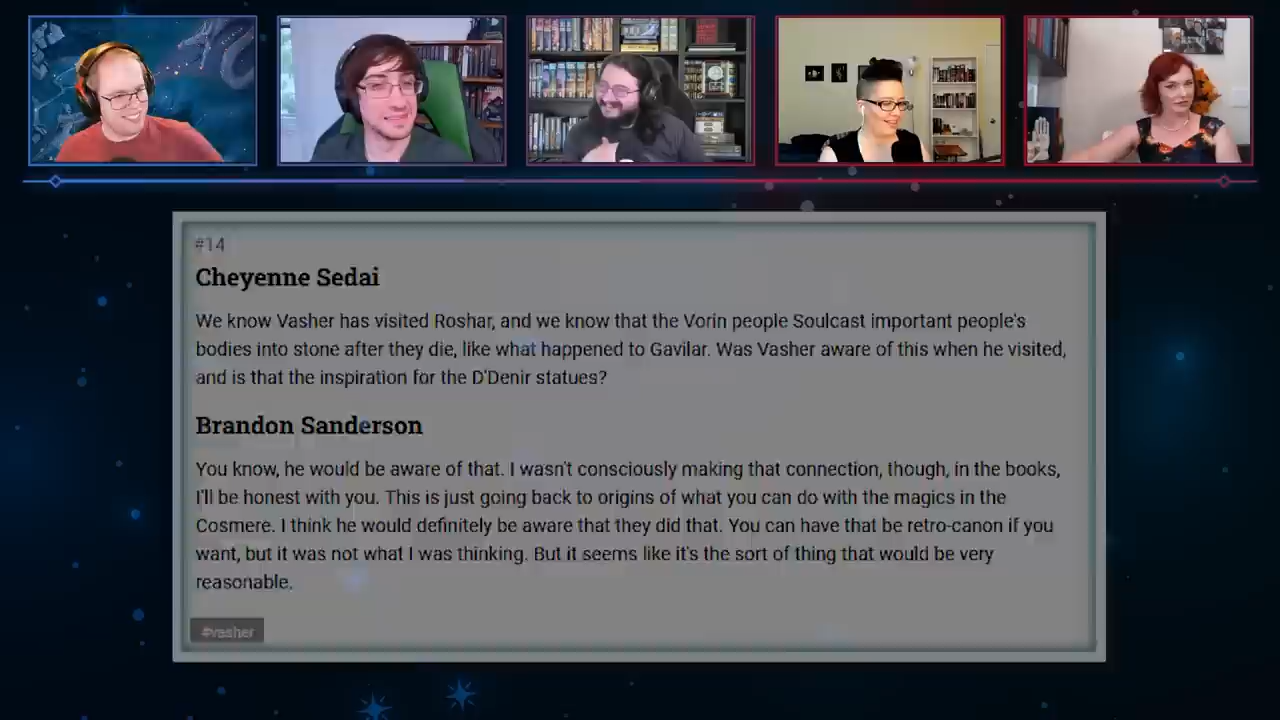 #14
Cheyenne Sedai
We know Vasher has visited Roshar, and we know that the Vorin people Soulcast important people's
bodies into stone after they die, like what happened to Gavilar. Was Vasher aware of this when he visited,
and is that the inspiration for the D'Denir statues?
Brandon Sanderson
You know, he would be aware of that. I wasn't consciously making that connection, though, in the books,
I'll be honest with you. This is just going back to origins of what you can do with the magics in the
Cosmere. I think he would definitely be aware that they did that. You can have that be retro-canon if you
want, but it was not what I was thinking. But it seems like it's the sort of thing that would be very
reasonable.
#vasher